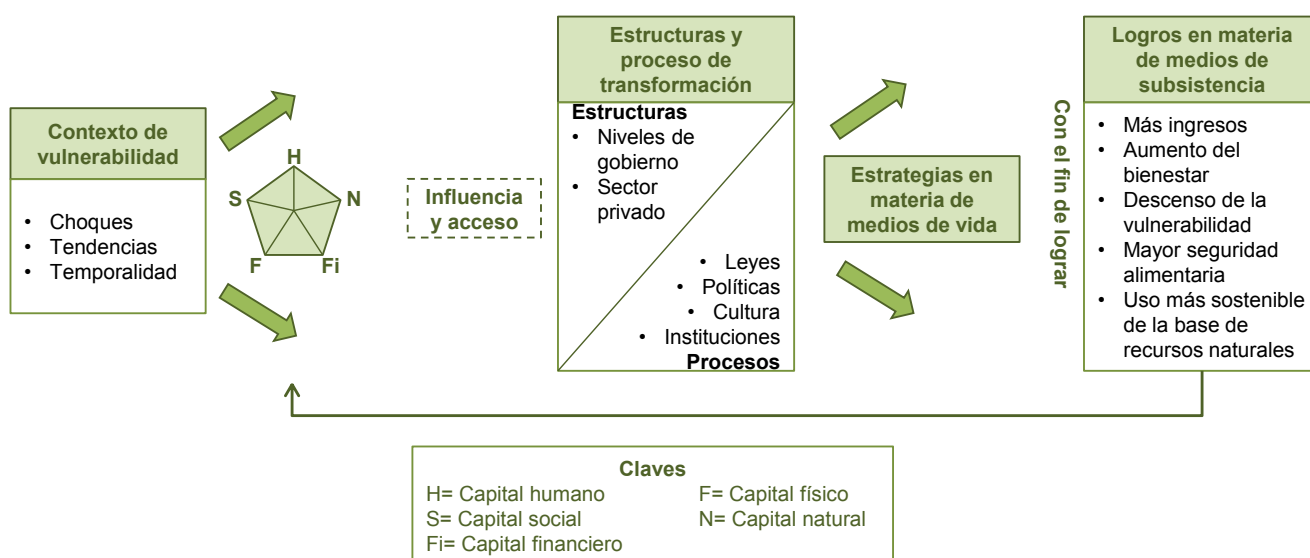 Contexto de
vulnerabilidad
• Choques
• Tendencias
• Temporalidad
H
S
N
F
Fi
Influencia
y acceso
Estructuras y
proceso de
transformación
Estructuras
• Niveles de
gobierno
• Sector
privado
• Leyes
• Políticas
• Cultura
• Instituciones
Procesos
Estrategias en
materia de
medios de vida
Con el fin de lograr
Logros en materia
de medios de
subsistencia
• Más ingresos
• Aumento del
bienestar
• Descenso de la
vulnerabilidad
• Mayor seguridad
alimentaria
• Uso más sostenible
de la base de
recursos naturales
Claves
H= Capital humano
F= Capital físico
S= Capital social
N= Capital natural
Fi= Capital financiero